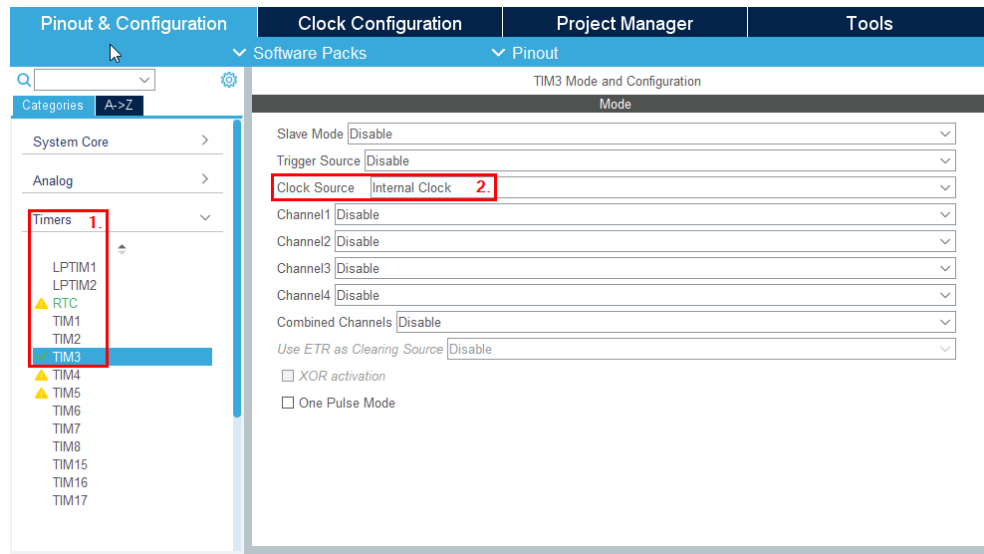 Pinout & Configuration Clock Configuration Project Manager Tools
Software Packs Pinout
TIM3 Mode and Configuration
Categories A->Z
Mode
System Core
Analog
Timers 1.
LPTIM1
LPTIM2
RTC
TIM1
TIM2
TIM3
TIM4
TIM5
TIM6
TIM7
TIM8
TIM15
TIM16
TIM17
Slave Mode Disable
Trigger Source Disable
Clock Source Internal Clock 2.
Channel1 Disable
Channel2 Disable
Channel3 Disable
Channel4 Disable
Combined Channels Disable
Use ETR as Clearing Source Disable
XOR activation
One Pulse Mode